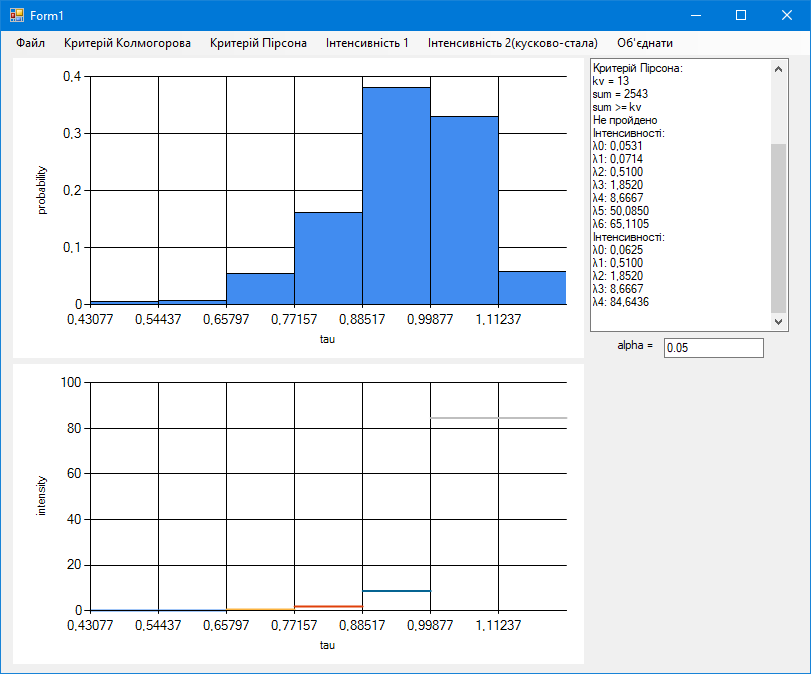 Form1
Файл Критерій Колмогорова Критерій Пірсона Інтенсивність 1 Інтенсивність 2(кусково-стала) Об'єднати
0,4
0,3
0,2
0,1
0
probability
0,43077 0,54437 0,65797 0,77157 0,88517 0,99877 1,11237
tau
Критерій Пірсона:
kv = 13
sum = 2543
sum >= kv
Не пройдено
Інтенсивності:
λ0: 0,0531
λ1: 0,0714
λ2: 0,5100
λ3: 1,8520
λ4: 8,6667
λ5: 50,0850
λ6: 65,1105
Інтенсивності:
λ0: 0,0625
λ1: 0,5100
λ2: 1,8520
λ3: 8,6667
λ4: 84,6436
alpha = 0.05
100
80
60
40
20
0
intensity
0,43077 0,54437 0,65797 0,77157 0,88517 0,99877 1,11237
tau